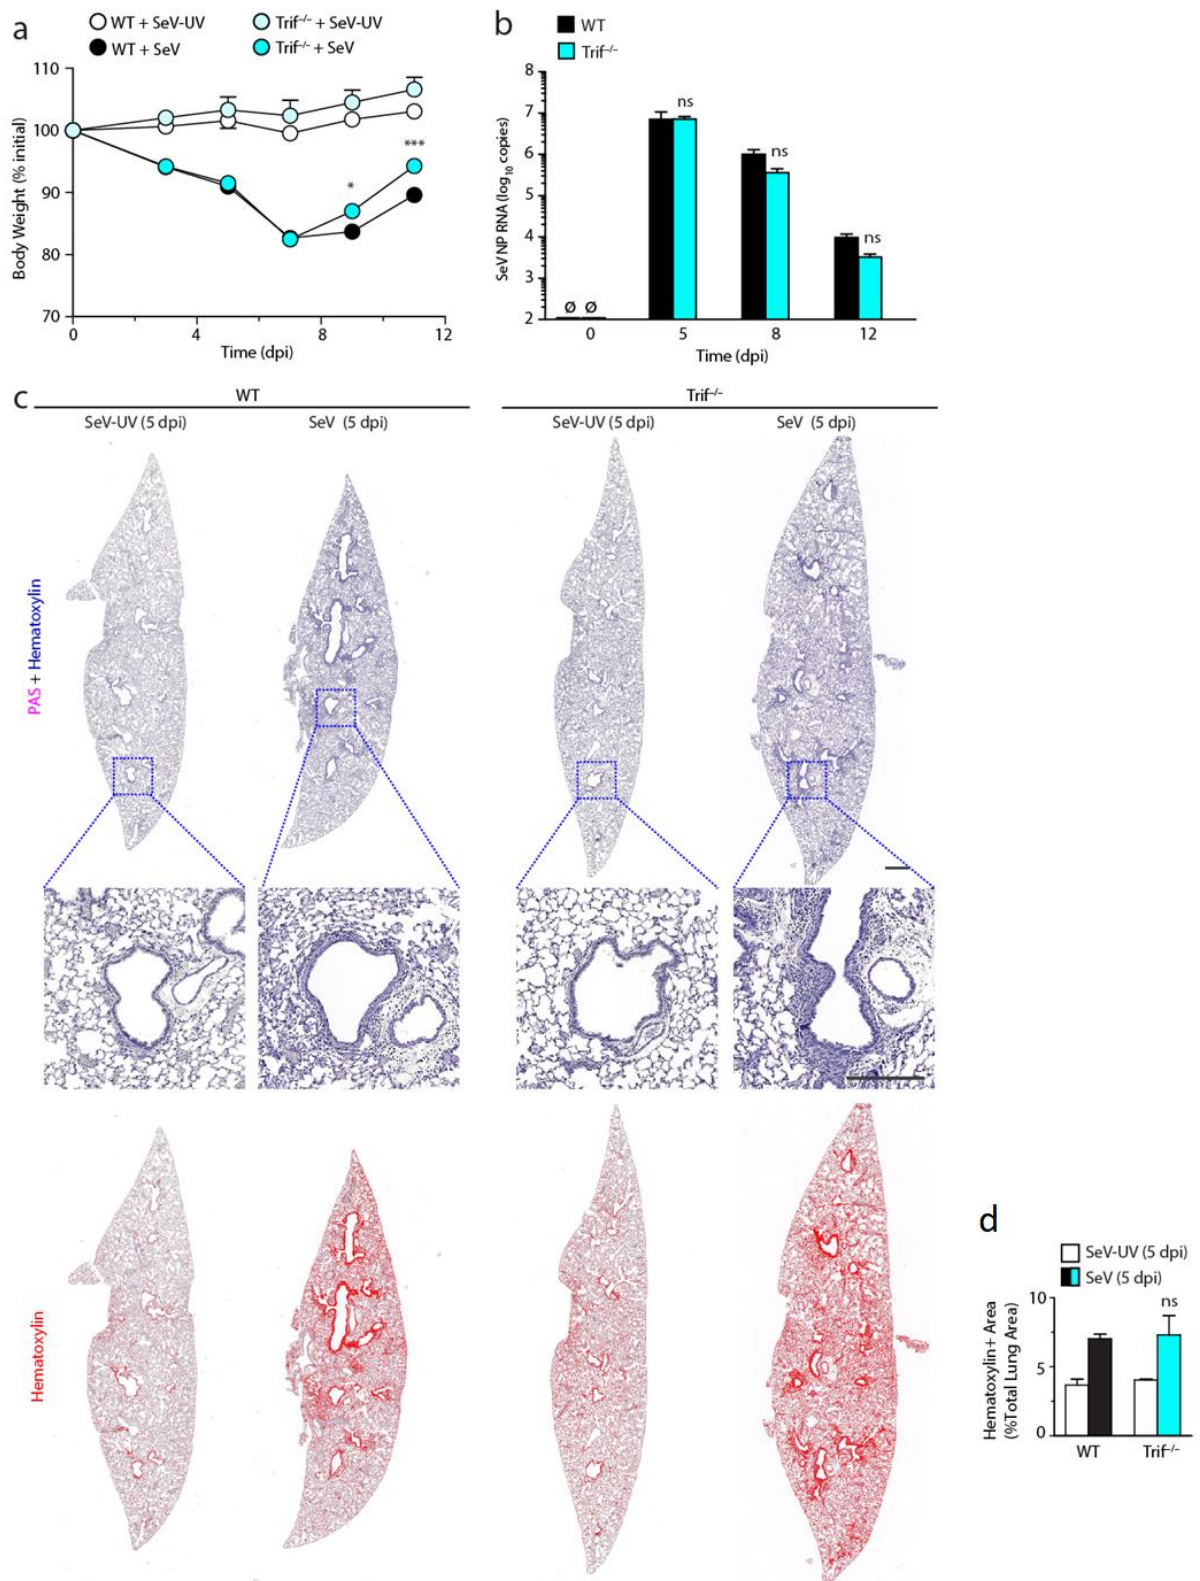 a
WT + SeV-UV
Trif–/– + SeV-UV
WT + SeV
Trif–/– + SeV
Body Weight (% initial)
110
100
90
80
70
***
*
0
4
8
12
Time (dpi)
b
WT
Trif–/–
SeV NP RNA (log10 copies)
8
7
6
5
4
3
2
ns
ns
ns
Ø Ø
0
5
8
12
Time (dpi)
c
WT
Trif–/–
SeV-UV (5 dpi)
SeV (5 dpi)
SeV-UV (5 dpi)
SeV (5 dpi)
PAS + Hematoxylin
Hematoxylin
d
SeV-UV (5 dpi)
SeV (5 dpi)
Hematoxylin+ Area
(%Total Lung Area)
10
5
0
ns
WT
Trif–/–